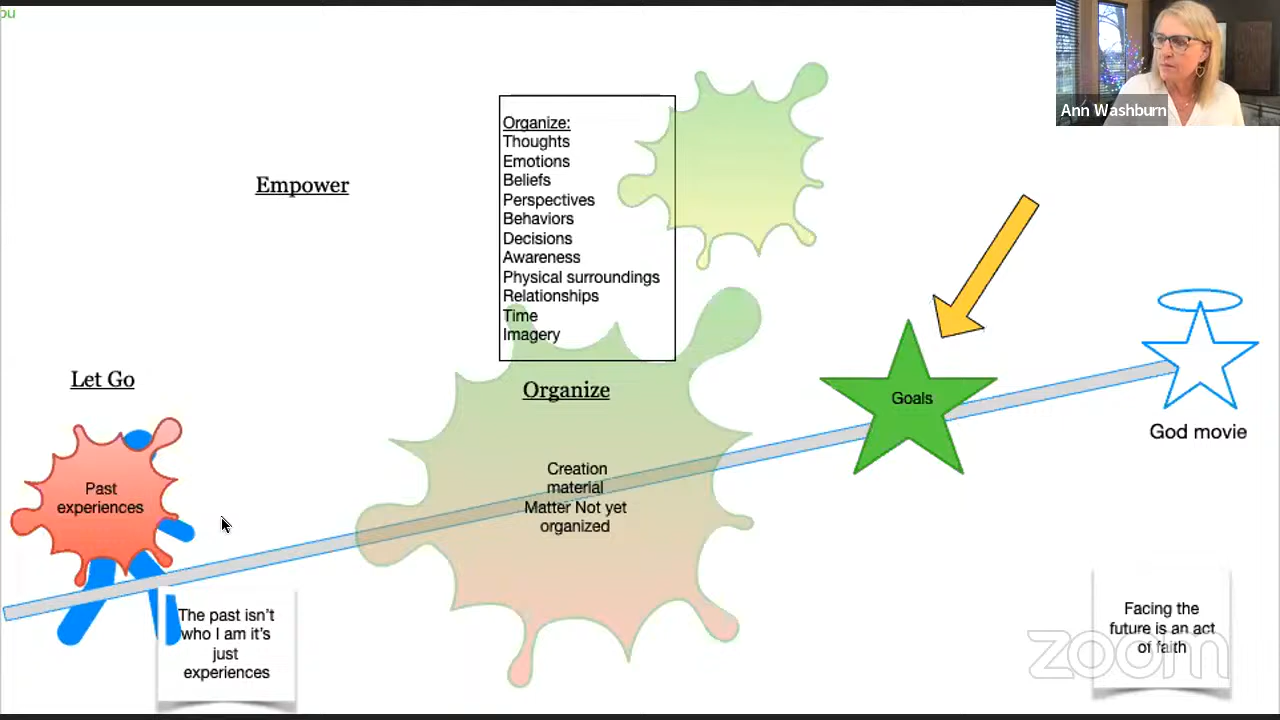 ou
Ann Washburn
Organize:
Thoughts
Emotions
Beliefs
Perspectives
Behaviors
Decisions
Awareness
Physical surroundings
Relationships
Time
Imagery
Empower
Let Go
Organize
Goals
God movie
Past
experiences
Creation
material
Matter Not yet
organized
The past isn't
who I am it's
just
experiences
Facing the
future is an act
of faith
zoom